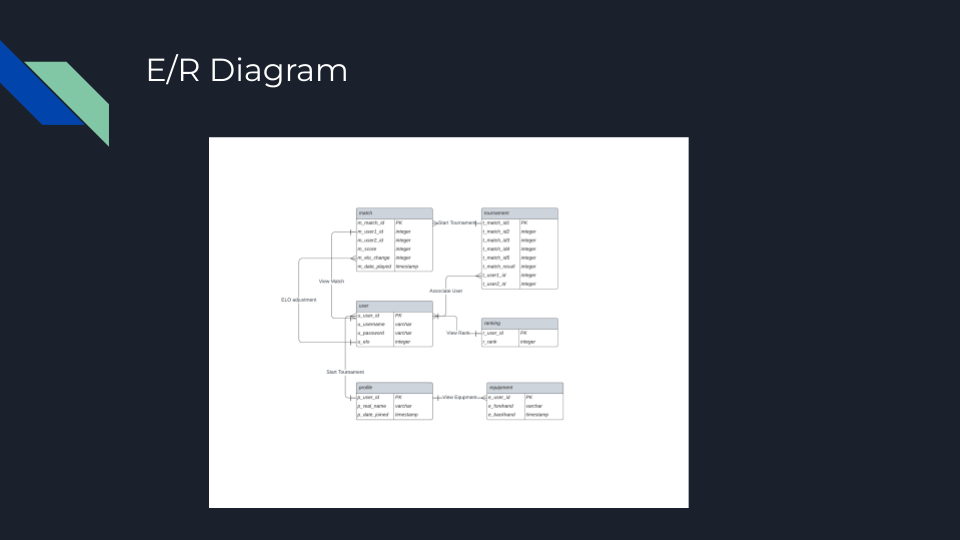 E/R Diagram
match
m_match_id PK
m_user1_id integer
m_user2_id integer
m_score integer
m_elo_change integer
m_date_played timestamp
Start Tournament
tournament
t_match_id1 PK
t_match_id2 integer
t_match_id3 integer
t_match_id4 integer
t_match_id5 integer
t_match_result integer
t_user1_id integer
t_user2_id integer
View Match
Associate User
ELO adjustment
user
u_user_id PK
u_username varchar
u_password varchar
u_elo integer
View Rank
ranking
r_user_id PK
r_rank integer
Start Tournament
profile
p_user_id PK
p_real_name varchar
p_date_joined timestamp
View Equipment
equipment
e_user_id PK
e_forehand varchar
e_backhand timestamp